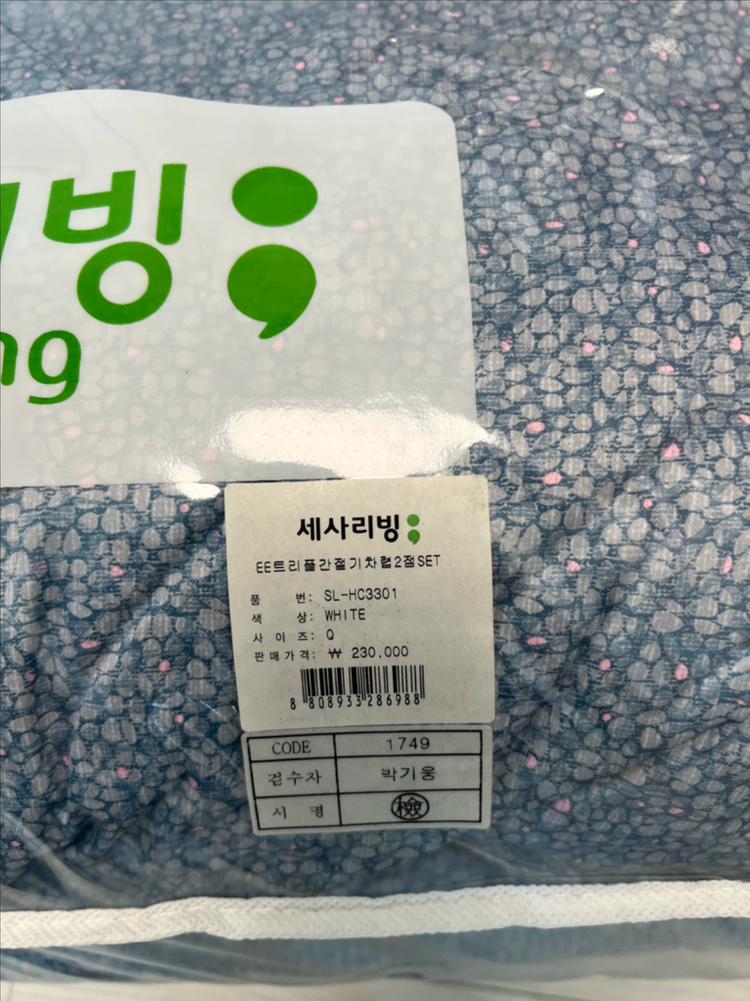 리빙
ng
세사리빙
EE트리플간절기차렵2점SET
품 번: SL-HC3301
색 상: WHITE
사 이 즈: Q
판매가격: ₩ 230,000
8 808933 286988
CODE 1749
검수자 박기웅
서 명 檢